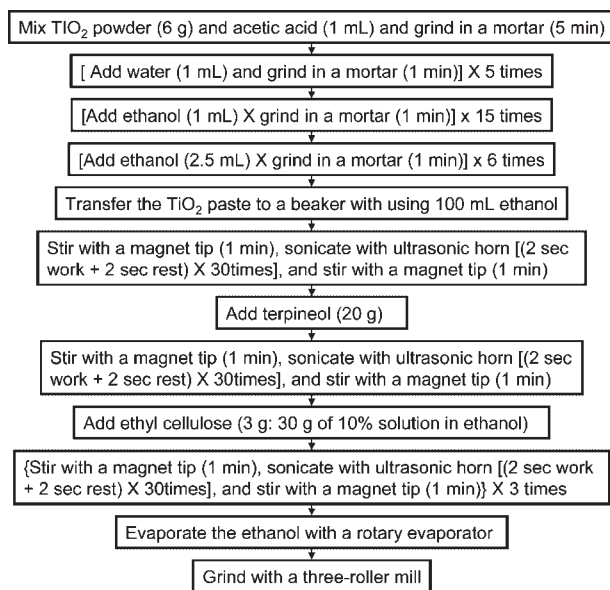 Mix TIO₂ powder (6 g) and acetic acid (1 mL) and grind in a mortar (5 min)
[ Add water (1 mL) and grind in a mortar (1 min)] X 5 times
[Add ethanol (1 mL) X grind in a mortar (1 min)] x 15 times
[Add ethanol (2.5 mL) X grind in a mortar (1 min)] x 6 times
Transfer the TiO₂ paste to a beaker with using 100 mL ethanol
Stir with a magnet tip (1 min), sonicate with ultrasonic horn [(2 sec
work + 2 sec rest) X 30times], and stir with a magnet tip (1 min)
Add terpineol (20 g)
Stir with a magnet tip (1 min), sonicate with ultrasonic horn [(2 sec
work + 2 sec rest) X 30times], and stir with a magnet tip (1 min)
Add ethyl cellulose (3 g: 30 g of 10% solution in ethanol)
{Stir with a magnet tip (1 min), sonicate with ultrasonic horn [(2 sec work
+ 2 sec rest) X 30times], and stir with a magnet tip (1 min)} X 3 times
Evaporate the ethanol with a rotary evaporator
Grind with a three-roller mill